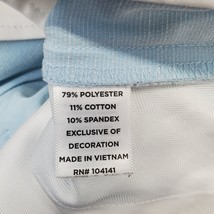 79% POLYESTER
11% COTTON
10% SPANDEX
EXCLUSIVE OF
DECORATION
MADE IN VIETNAM
RN# 104141